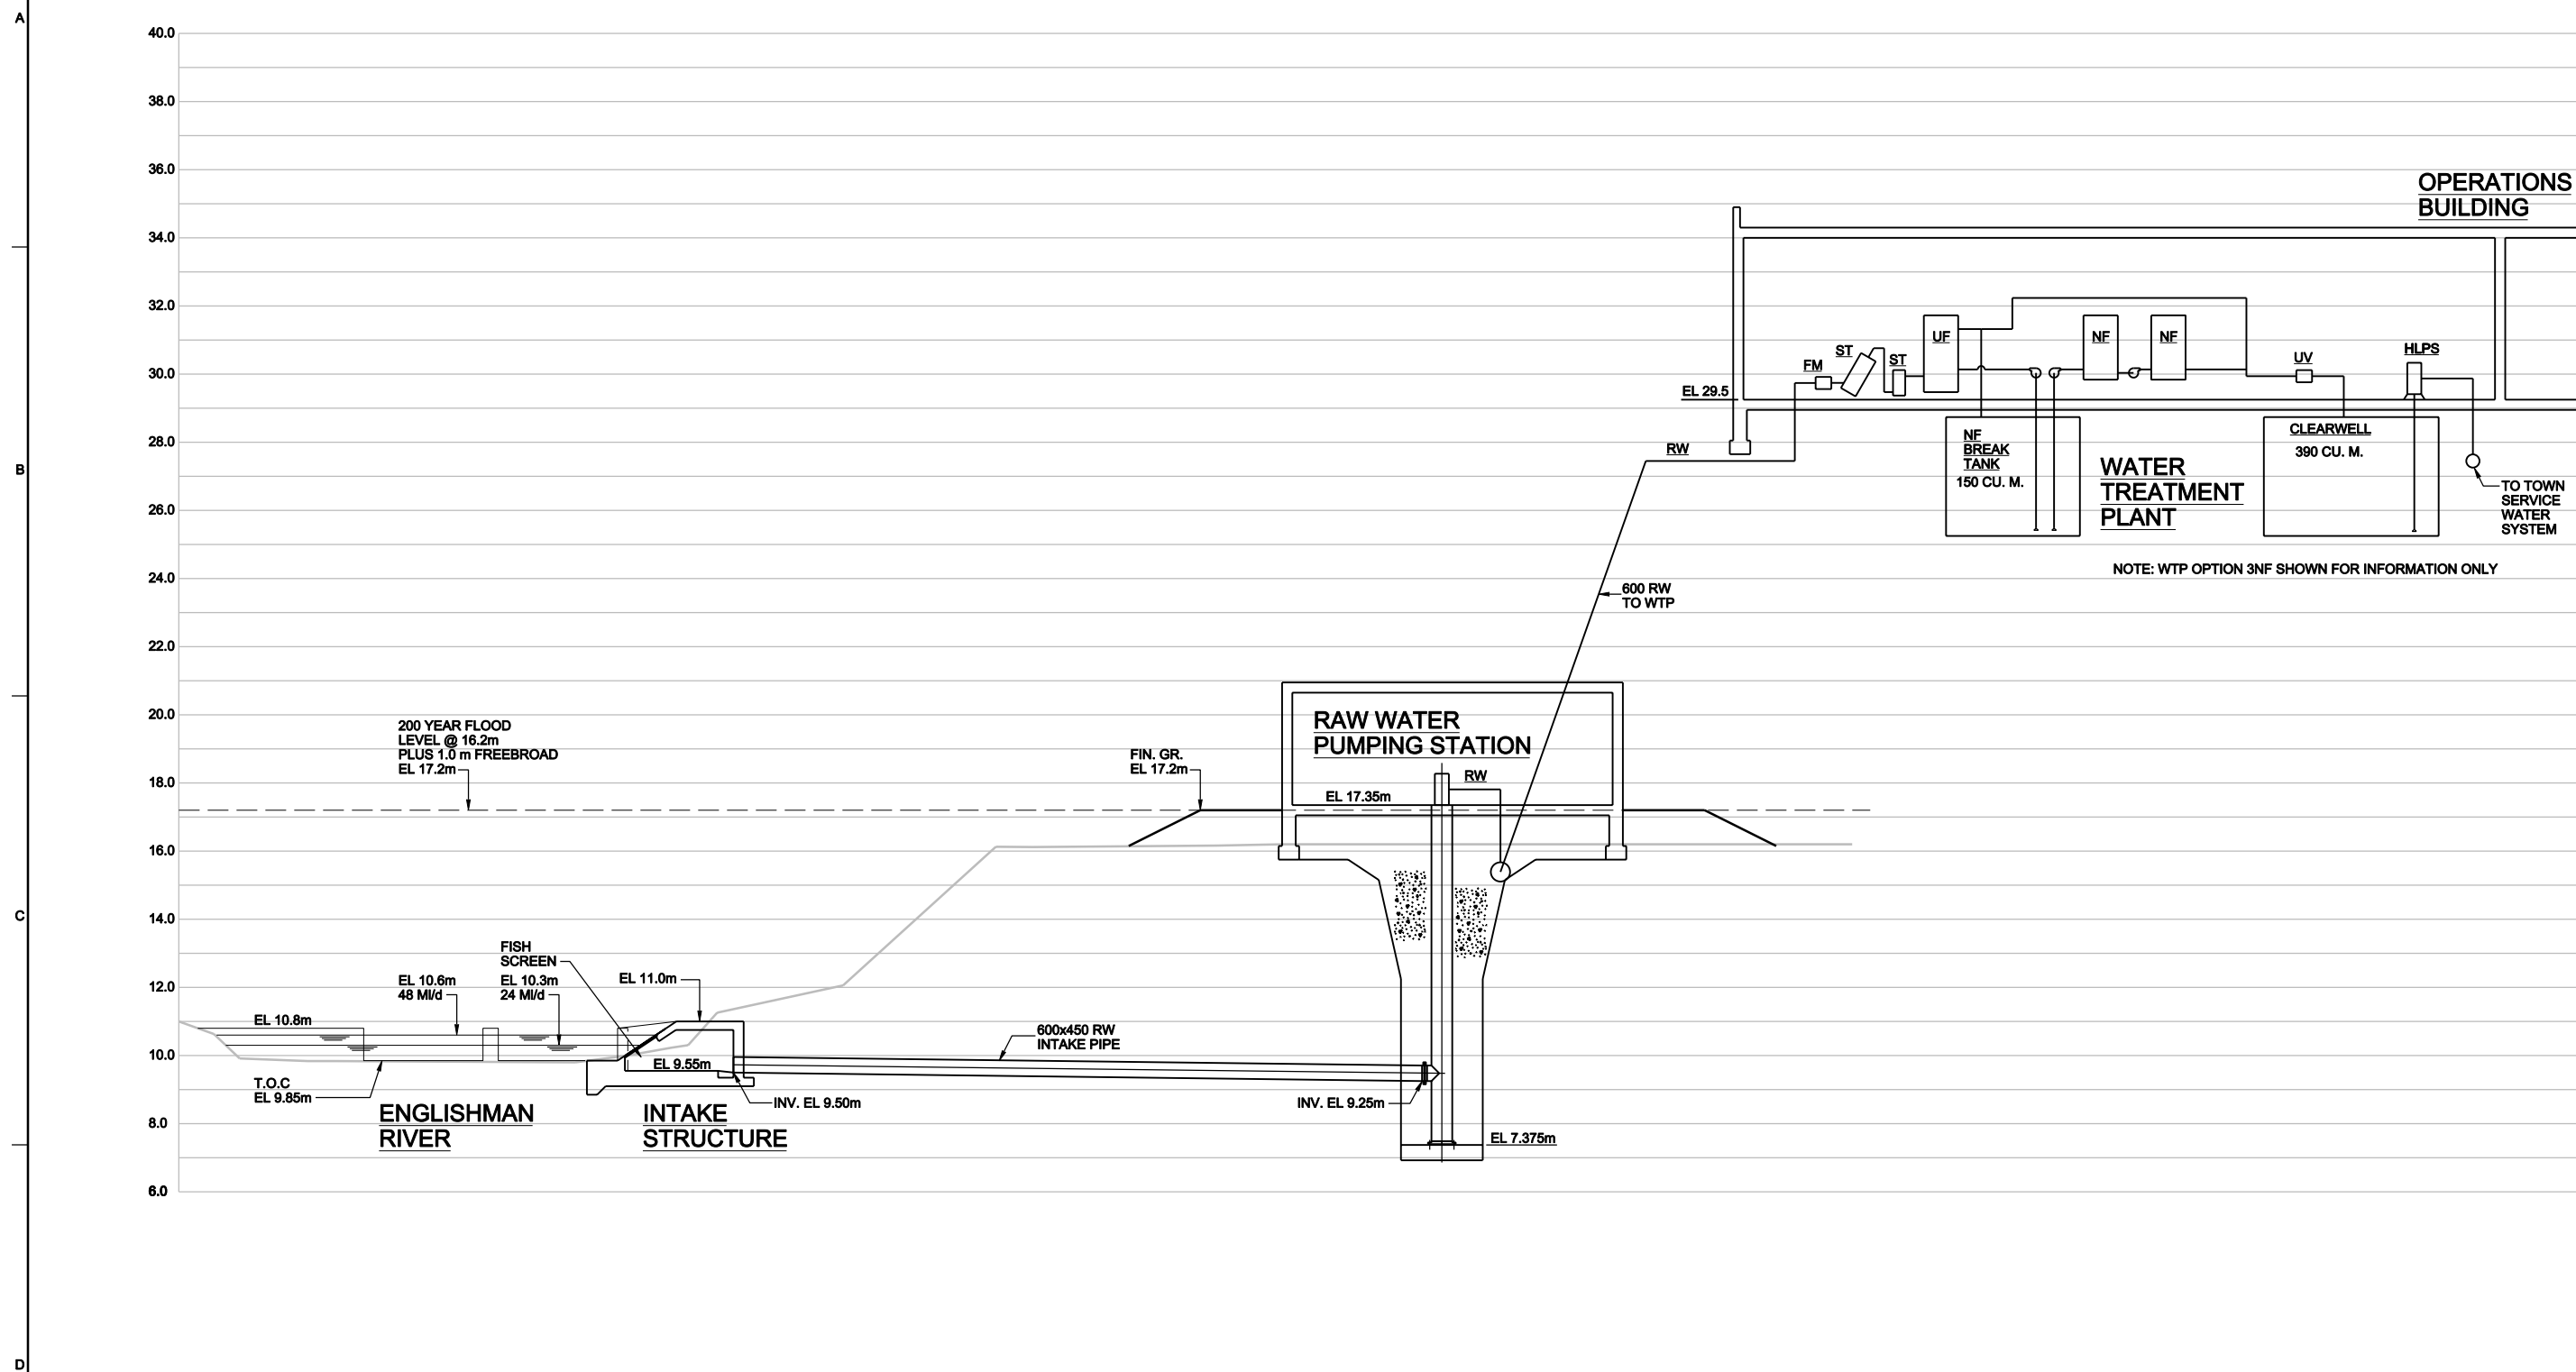 A
40.0
38.0
36.0
34.0
32.0
30.0
28.0
26.0
24.0
22.0
20.0
18.0
16.0
14.0
12.0
10.0
8.0
6.0
B
C
D
OPERATIONS
BUILDING
FM
ST
ST
UF
NF
NF
UV
HLPS
EL 29.5
RW
NF
BREAK
TANK
150 CU. M.
WATER
TREATMENT
PLANT
CLEARWELL
390 CU. M.
TO TOWN
SERVICE
WATER
SYSTEM
NOTE: WTP OPTION 3NF SHOWN FOR INFORMATION ONLY
600 RW
TO WTP
200 YEAR FLOOD
LEVEL @ 16.2m
PLUS 1.0 m FREEBROAD
EL 17.2m
FIN. GR.
EL 17.2m
RAW WATER
PUMPING STATION
RW
EL 17.35m
FISH
SCREEN
EL 10.6m
48 Ml/d
EL 10.3m
24 Ml/d
EL 11.0m
EL 10.8m
600x450 RW
INTAKE PIPE
EL 9.55m
T.O.C
EL 9.85m
INV. EL 9.50m
INV. EL 9.25m
ENGLISHMAN
RIVER
INTAKE
STRUCTURE
EL 7.375m